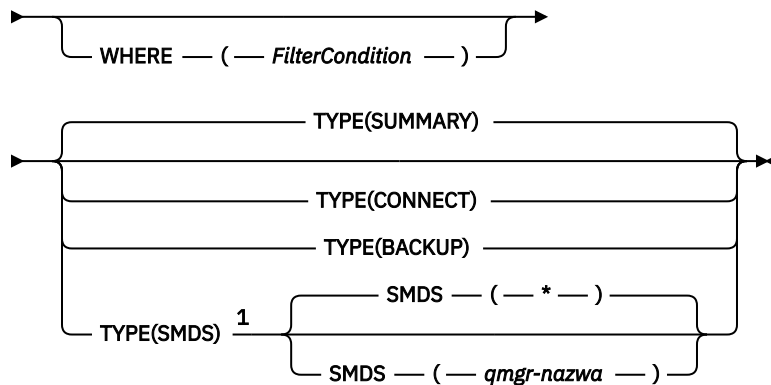 WHERE ( FilterCondition )
TYPE(SUMMARY)
TYPE(CONNECT)
TYPE(BACKUP)
SMDS ( * )
TYPE(SMDS) 1
SMDS ( qmgr-nazwa )